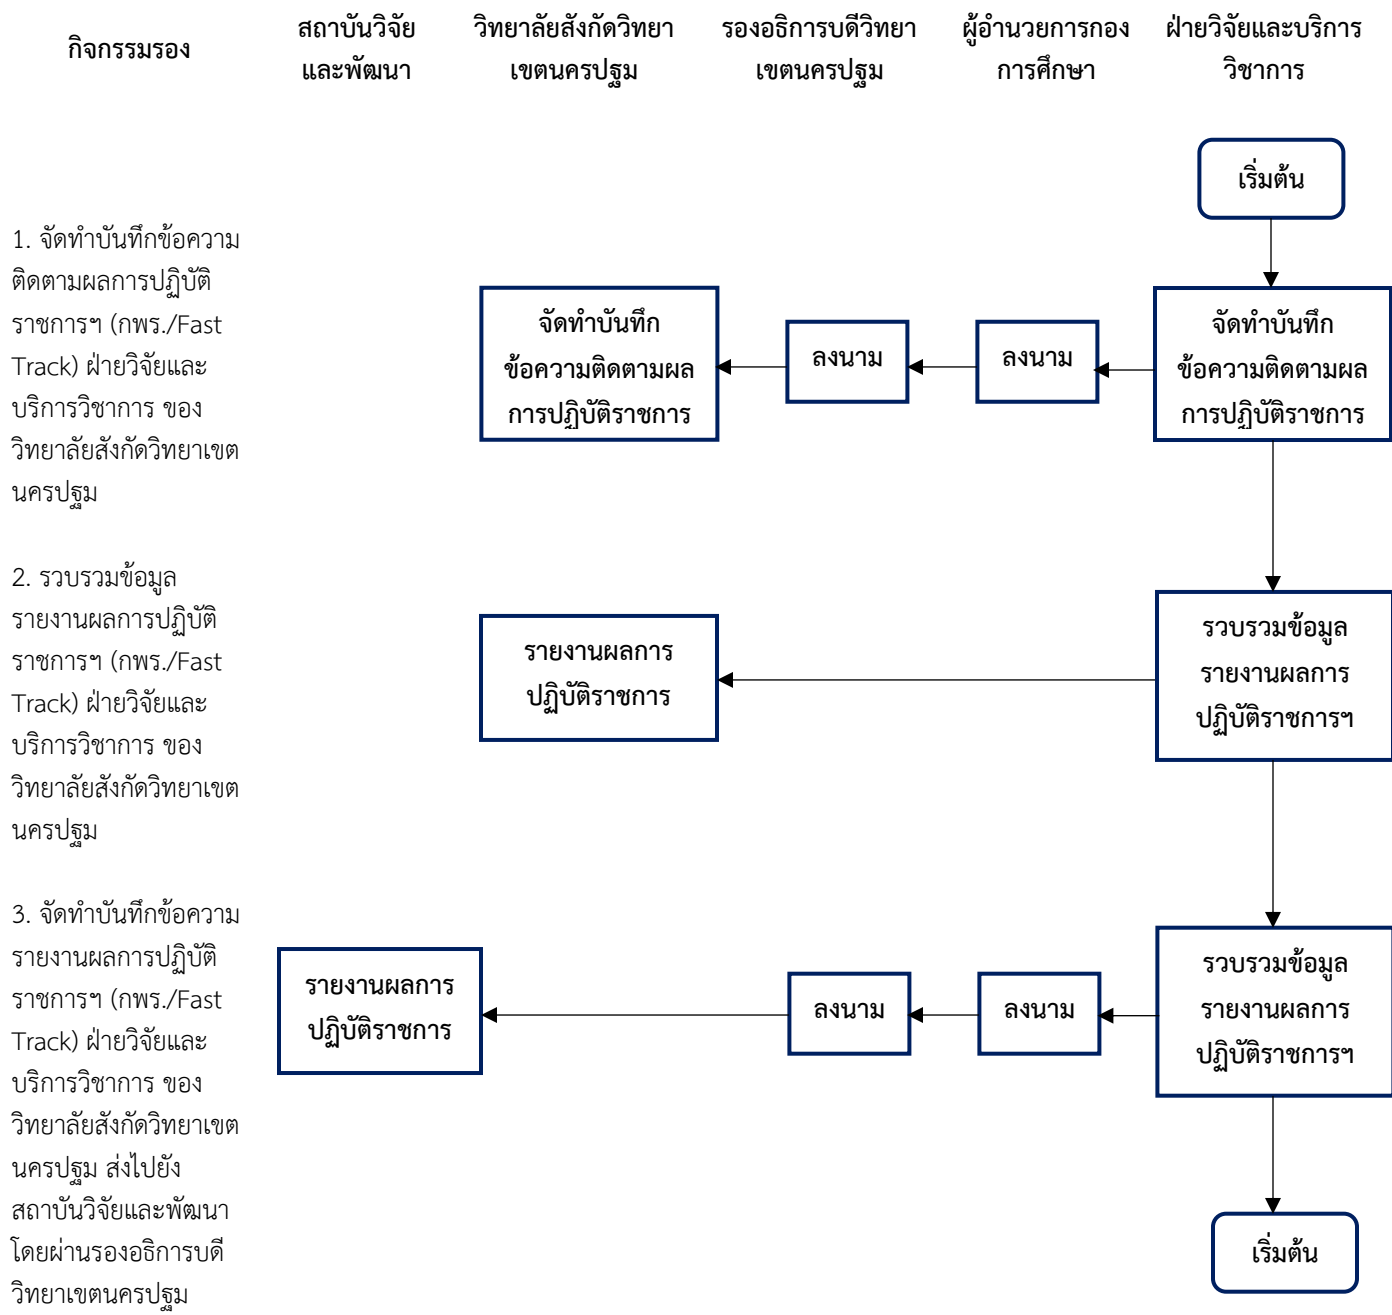 กิจกรรมรอง
สถาบันวิจัย
และพัฒนา
วิทยาลัยสังกัดวิทยา
เขตนครปฐม
รองอธิการบดีวิทยา
เขตนครปฐม
ผู้อำนวยการกอง
การศึกษา
ฝ่ายวิจัยและบริการ
วิชาการ
เริ่มต้น
1. จัดทำบันทึกข้อความ
ติดตามผลการปฏิบัติ
ราชการฯ (กพร./Fast
Track) ฝ่ายวิจัยและ
บริการวิชาการ ของ
วิทยาลัยสังกัดวิทยาเขต
นครปฐม
จัดทำบันทึก
ข้อความติดตามผล
การปฏิบัติราชการ
ลงนาม
ลงนาม
จัดทำบันทึก
ข้อความติดตามผล
การปฏิบัติราชการ
2. รวบรวมข้อมูล
รายงานผลการปฏิบัติ
ราชการฯ (กพร./Fast
Track) ฝ่ายวิจัยและ
บริการวิชาการ ของ
วิทยาลัยสังกัดวิทยาเขต
นครปฐม
รายงานผลการ
ปฏิบัติราชการ
รวบรวมข้อมูล
รายงานผลการ
ปฏิบัติราชการฯ
3. จัดทำบันทึกข้อความ
รายงานผลการปฏิบัติ
ราชการฯ (กพร./Fast
Track) ฝ่ายวิจัยและ
บริการวิชาการ ของ
วิทยาลัยสังกัดวิทยาเขต
นครปฐม ส่งไปยัง
สถาบันวิจัยและพัฒนา
โดยผ่านรองอธิการบดี
วิทยาเขตนครปฐม
รายงานผลการ
ปฏิบัติราชการ
ลงนาม
ลงนาม
รวบรวมข้อมูล
รายงานผลการ
ปฏิบัติราชการฯ
เริ่มต้น